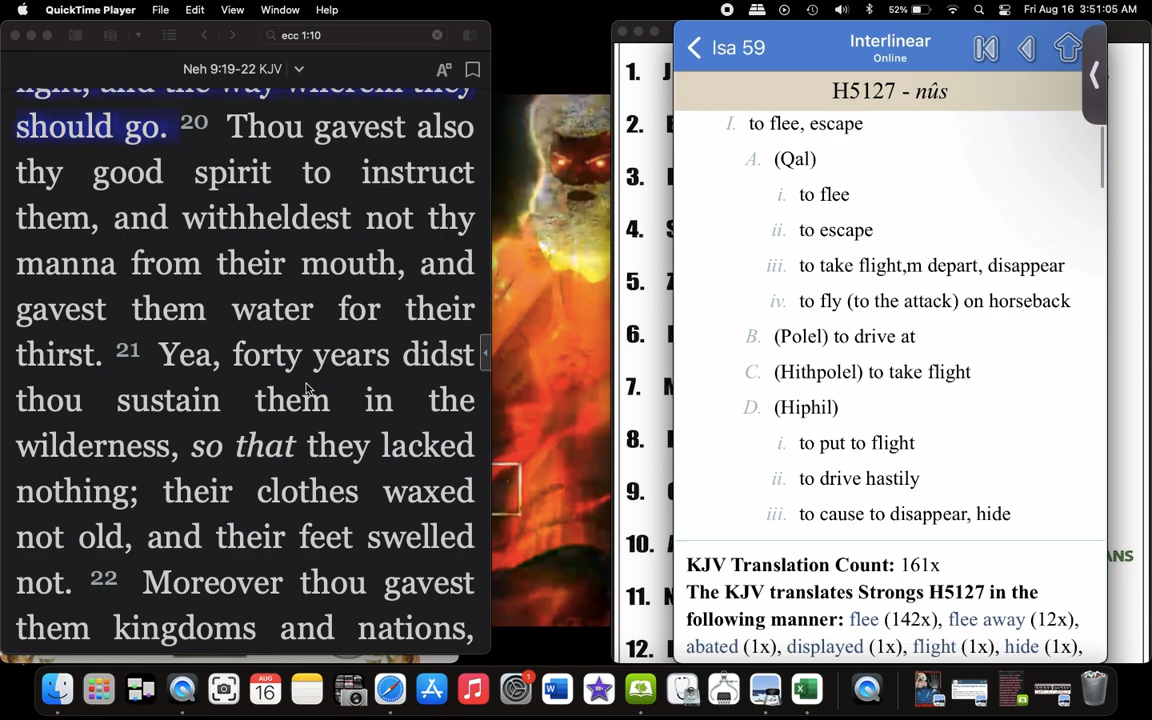 QuickTime Player File Edit View Window Help
52% Fri Aug 16 3:51:05 AM
ecc 1:10
Neh 9:19-22 KJV
light, and the way wherein they
should go. 20 Thou gavest also
thy good spirit to instruct
them, and withheldest not thy
manna from their mouth, and
gavest them water for their
thirst. 21 Yea, forty years didst
thou sustain them in the
wilderness, so that they lacked
nothing; their clothes waxed
not old, and their feet swelled
not. 22 Moreover thou gavest
them kingdoms and nations,
1.
2.
3.
4.
5.
6.
7.
8.
9.
10.
11.
12.
Isa 59
Interlinear
Online
H5127 - nûs
I. to flee, escape
A. (Qal)
i. to flee
ii. to escape
iii. to take flight,m depart, disappear
iv. to fly (to the attack) on horseback
B. (Polel) to drive at
C. (Hithpolel) to take flight
D. (Hiphil)
i. to put to flight
ii. to drive hastily
iii. to cause to disappear, hide
KJV Translation Count: 161x
The KJV translates Strongs H5127 in the
following manner: flee (142x), flee away (12x),
abated (1x), displayed (1x), flight (1x), hide (1x),
ANS
AUG
16
1